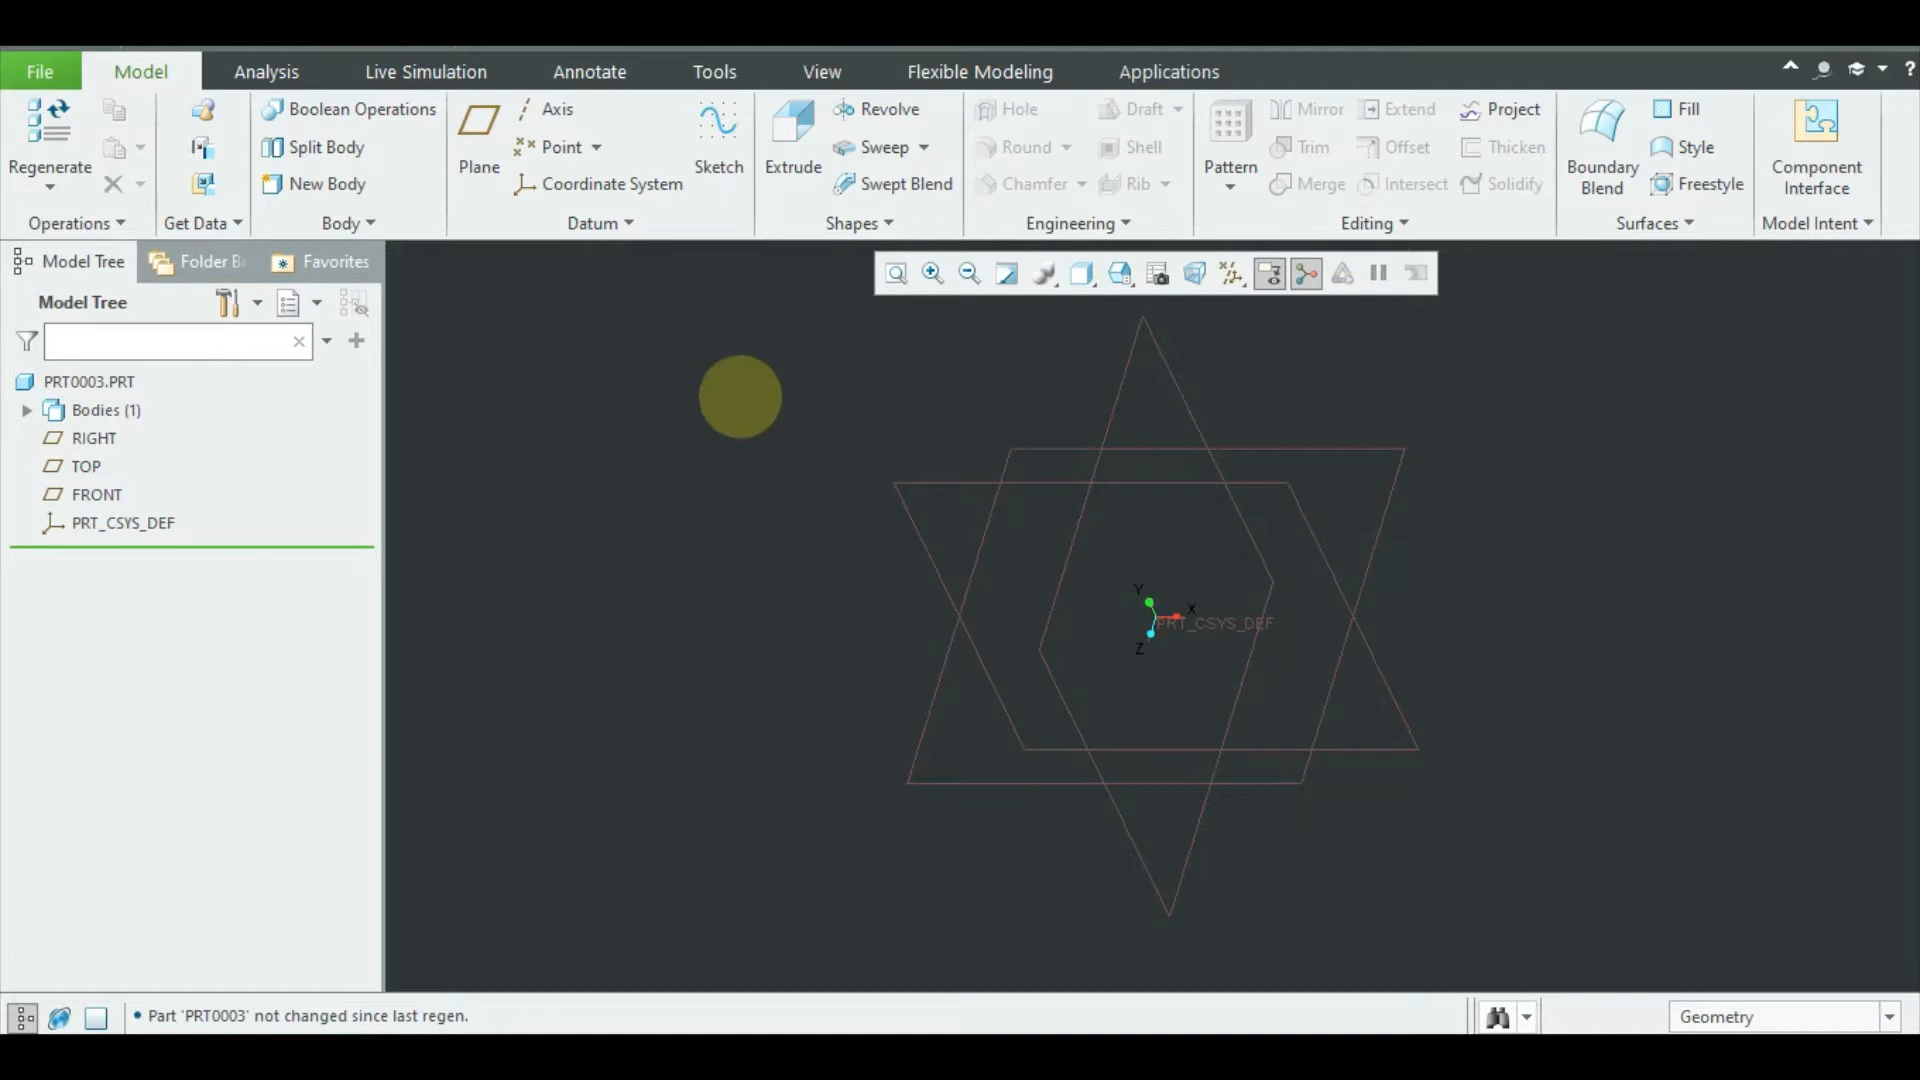 File Model Analysis Live Simulation Annotate Tools View Flexible Modeling Applications ?
Regenerate
Operations
Get Data
Boolean Operations
Split Body
New Body
Body
Plane
Axis
Point
Coordinate System
Sketch
Datum
Extrude
Revolve
Sweep
Swept Blend
Shapes
Hole Draft
Round Shell
Chamfer Rib
Engineering
Pattern
Mirror Extend Project
Trim Offset Thicken
Merge Intersect Solidify
Editing
Boundary
Blend
Fill
Style
Freestyle
Surfaces
Component
Interface
Model Intent
Model Tree Folder B Favorites
Model Tree
PRT0003.PRT
Bodies (1)
RIGHT
TOP
FRONT
PRT_CSYS_DEF
Y
X
PRT_CSYS_DEF
Z
• Part 'PRT0003' not changed since last regen.
Geometry